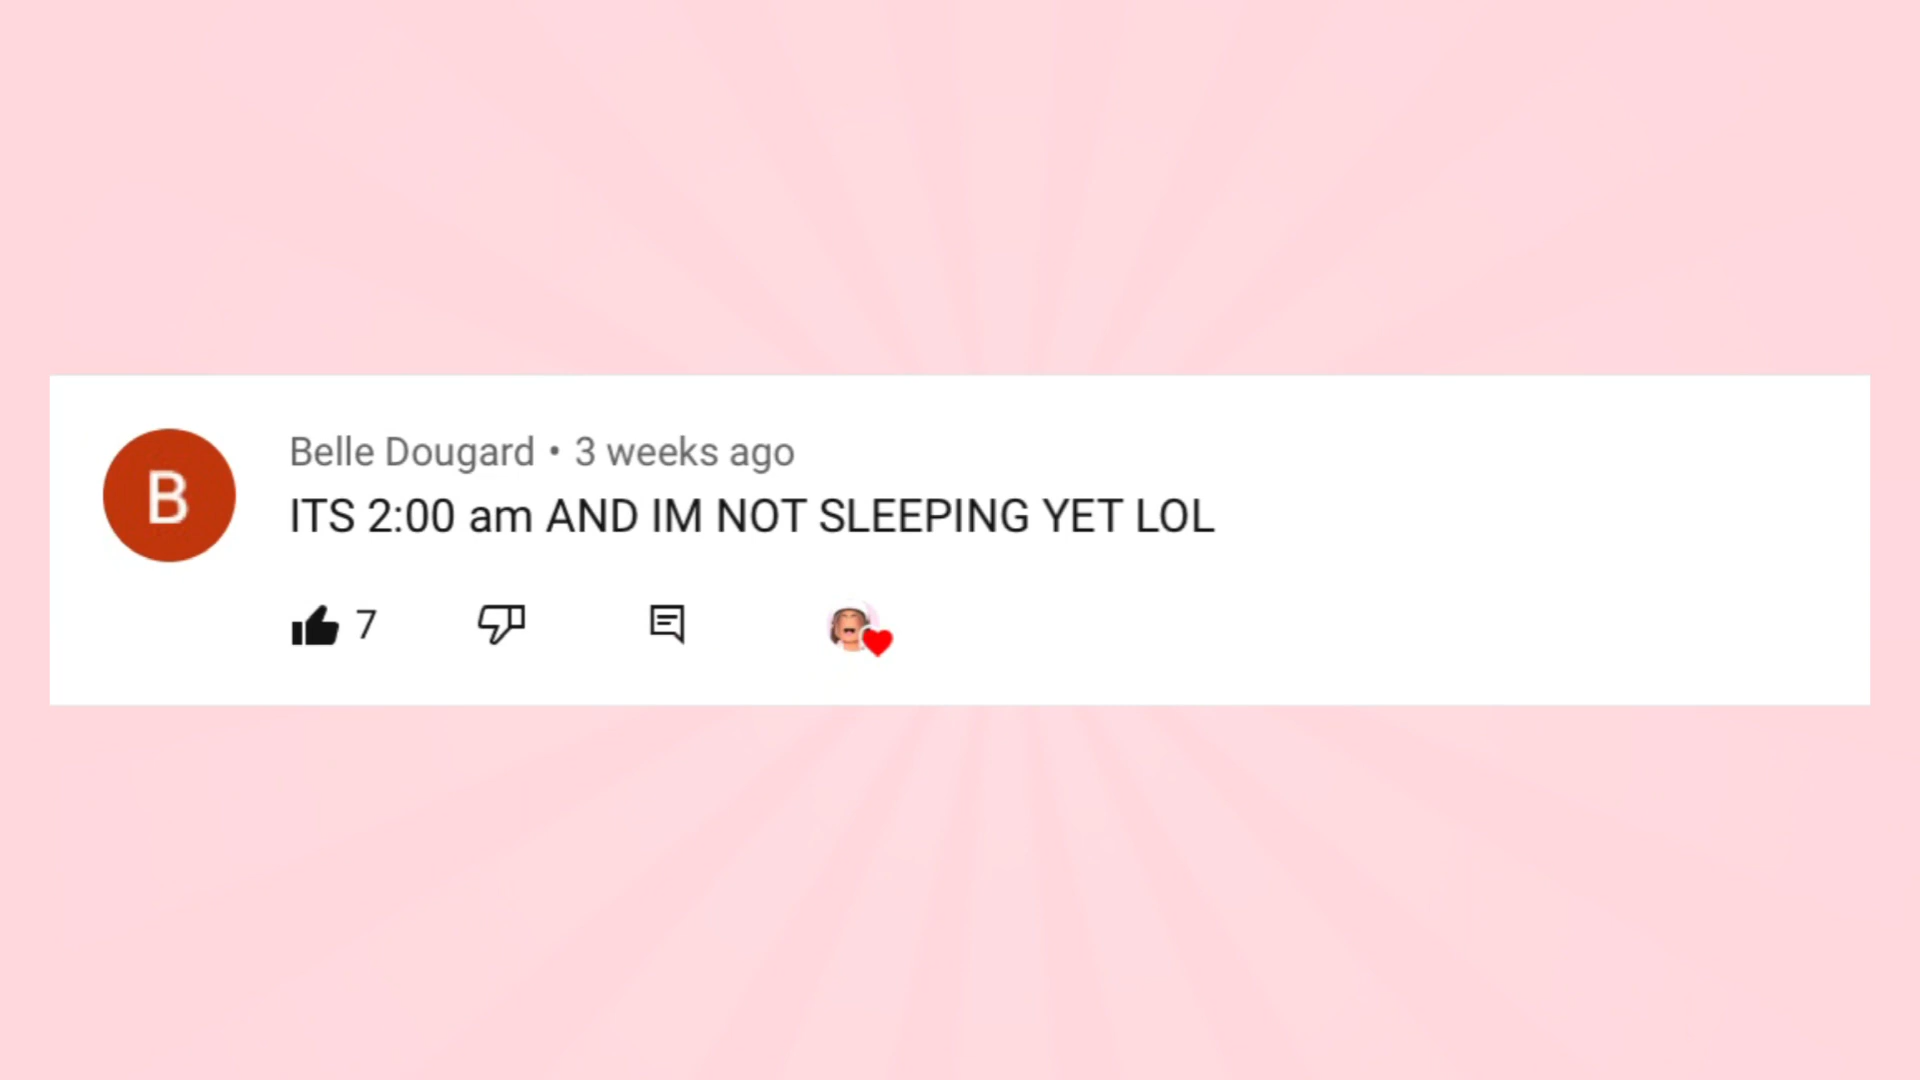 B
Belle Dougard • 3 weeks ago
ITS 2:00 am AND IM NOT SLEEPING YET LOL
7